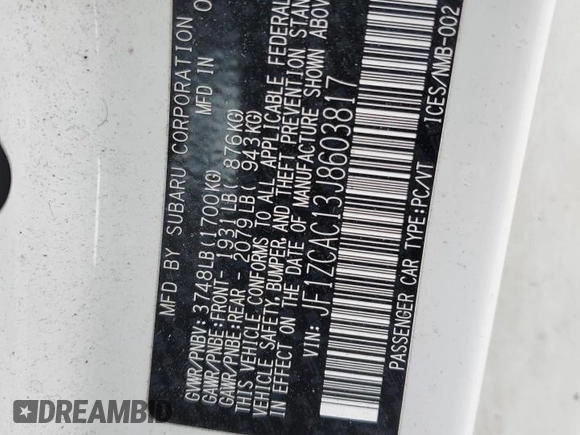 MFD BY SUBARU CORPORATION
MFD IN
GVWR/PNBV: 3748LB(1700KG)
GAWR/PNBE:FRONT- 1931LB( 876KG)
GAWR/PNBE:REAR - 2079LB( 943KG)
THIS VEHICLE CONFORMS TO ALL APPLICABLE FEDERAL
VEHICLE SAFETY, BUMPER, AND THEFT PREVENTION STAN
IN EFFECT ON THE DATE OF MANUFACTURE SHOWN ABOV
VIN: JF1ZCAC13J8603817
PASSENGER CAR TYPE:PC/VT ICES/NMB-002
DREAMBID